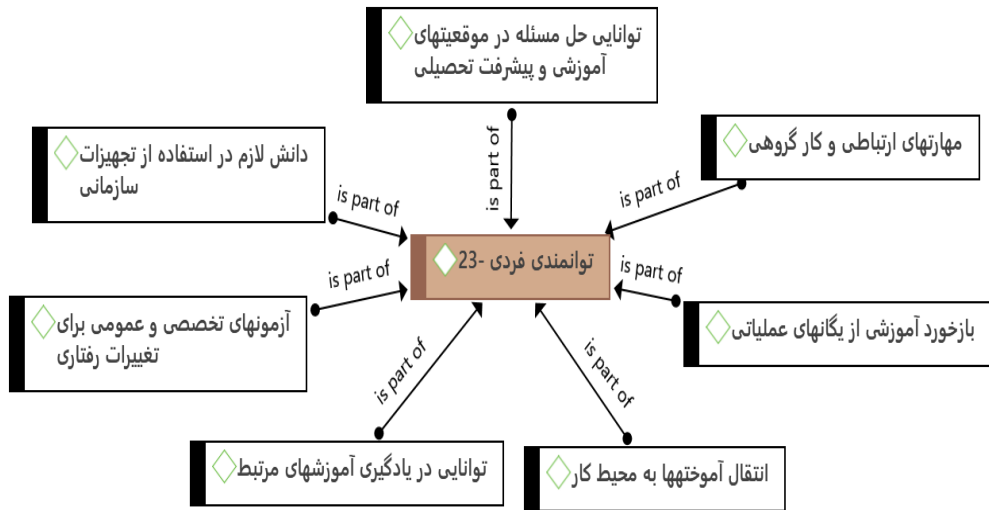 توانایی حل مسئله در موقعیتهای
آموزشی و پیشرفت تحصیلی
مهارتهای ارتباطی و کار گروهی
دانش لازم در استفاده از تجهیزات
سازمانی
is part of
is part of
is part of
توانمندی فردی -23
is part of
is part of
بازخورد آموزشی از یگانهای عملیاتی
آزمونهای تخصصی و عمومی برای
تغییرات رفتاری
is part of
is part of
توانایی در یادگیری آموزشهای مرتبط
انتقال آموختهها به محیط کار